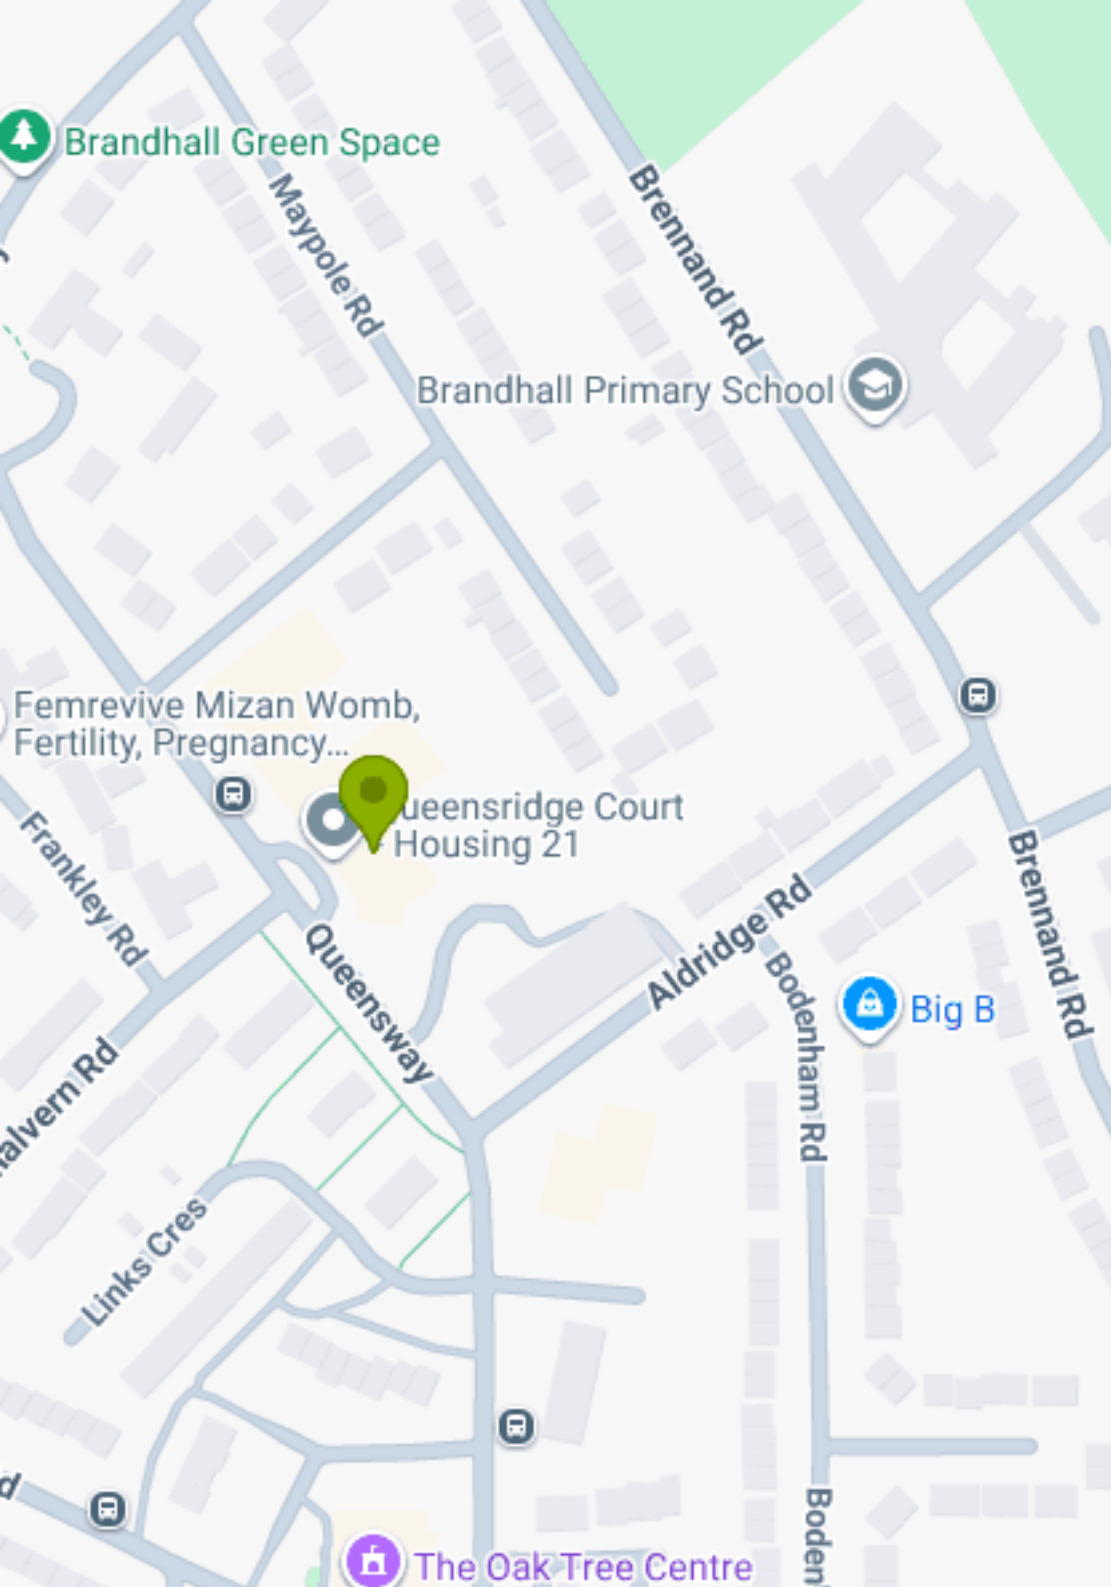 Brandhall Green Space
Maypole Rd
Brennand Rd
Brandhall Primary School
Femrevive Mizan Womb,
Fertility, Pregnancy...
ueensridge Court
- Housing 21
Frankley Rd
Queensway
Aldridge Rd
Brennand Rd
Bodenham Rd
Big B
alvern Rd
Links Cres
d
Boden
The Oak Tree Centre